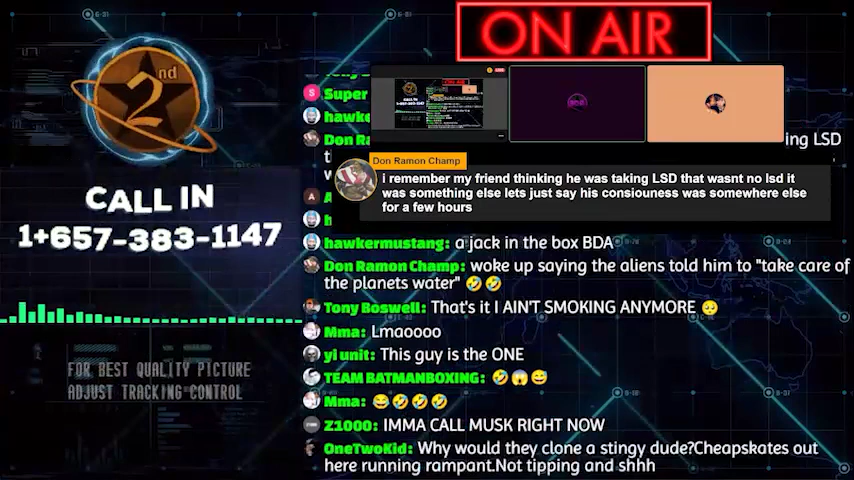 ON AIR
2nd
CALL IN
1+657-383-1147
FOR BEST QUALITY PICTURE
ADJUST TRACKING CONTROL
Super
hawke
Don Ra
ing LSD
Don Ramon Champ
i remember my friend thinking he was taking LSD that wasnt no lsd it
was something else lets just say his consiouness was somewhere else
for a few hours
hawkermustang: a jack in the box BDA
Don Ramon Champ: woke up saying the aliens told him to "take care of
the planets water" 🤣🤣
Tony Boswell: That's it I AIN'T SMOKING ANYMORE 🥺
Mma: Lmaoooo
yi unit: This guy is the ONE
TEAM BATMANBOXING: 🤣😱😅
Mma: 😂🤣🤣🤣
Z1000: IMMA CALL MUSK RIGHT NOW
OneTwoKid: Why would they clone a stingy dude?Cheapskates out
here running rampant.Not tipping and shhh